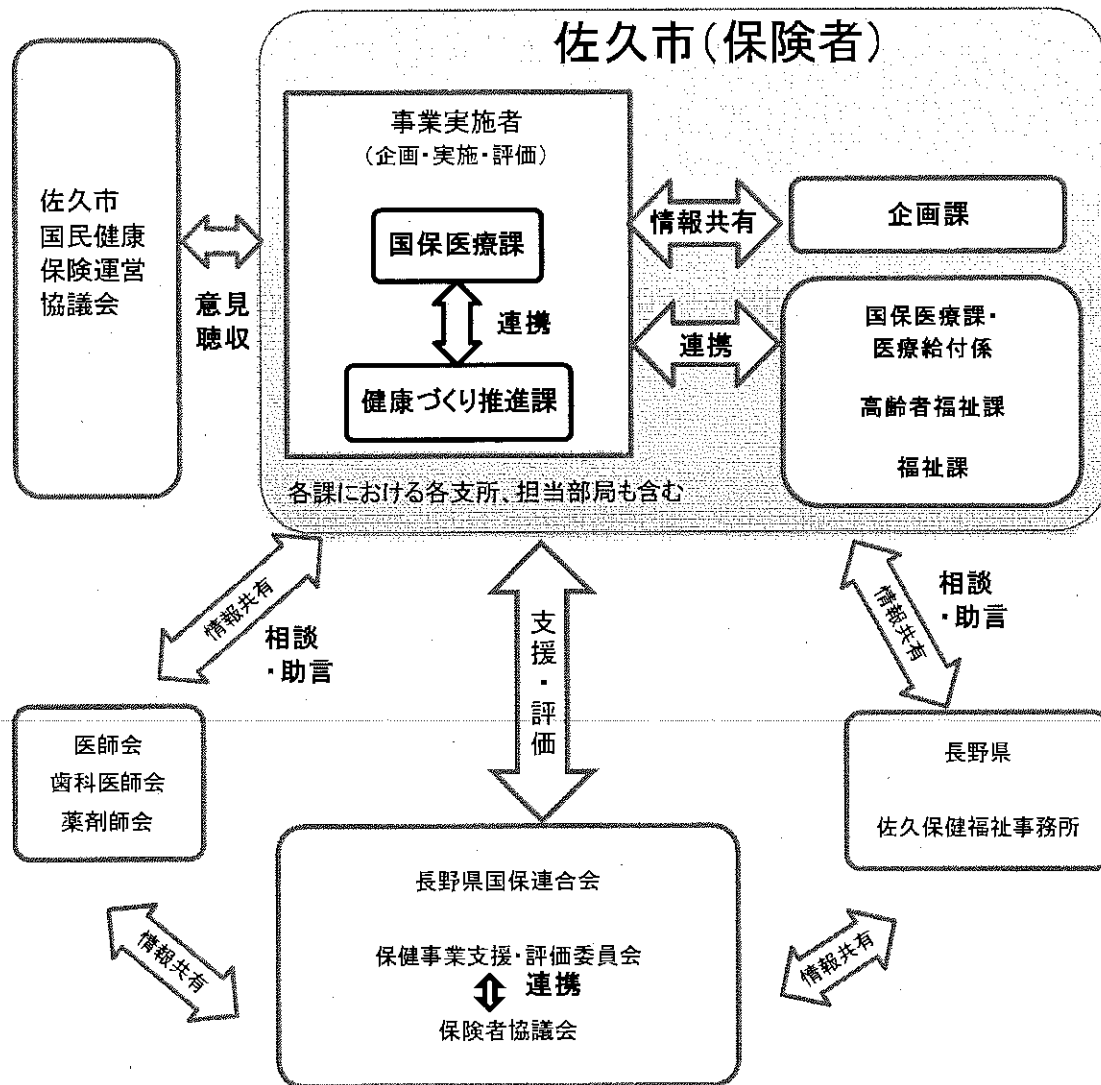 佐久市(保険者)
事業実施者
(企画・実施・評価)
国保医療課
連携
健康づくり推進課
各課における各支所、担当部局も含む
情報共有
企画課
連携
国保医療課・
医療給付係
高齢者福祉課
福祉課
佐久市
国民健康
保険運営
協議会
意見
聴収
情報共有
相談
・助言
支援・評価
情報共有
相談
・助言
医師会
歯科医師会
薬剤師会
長野県
佐久保健福祉事務所
長野県国保連合会
保健事業支援・評価委員会
連携
保険者協議会
情報共有
情報共有